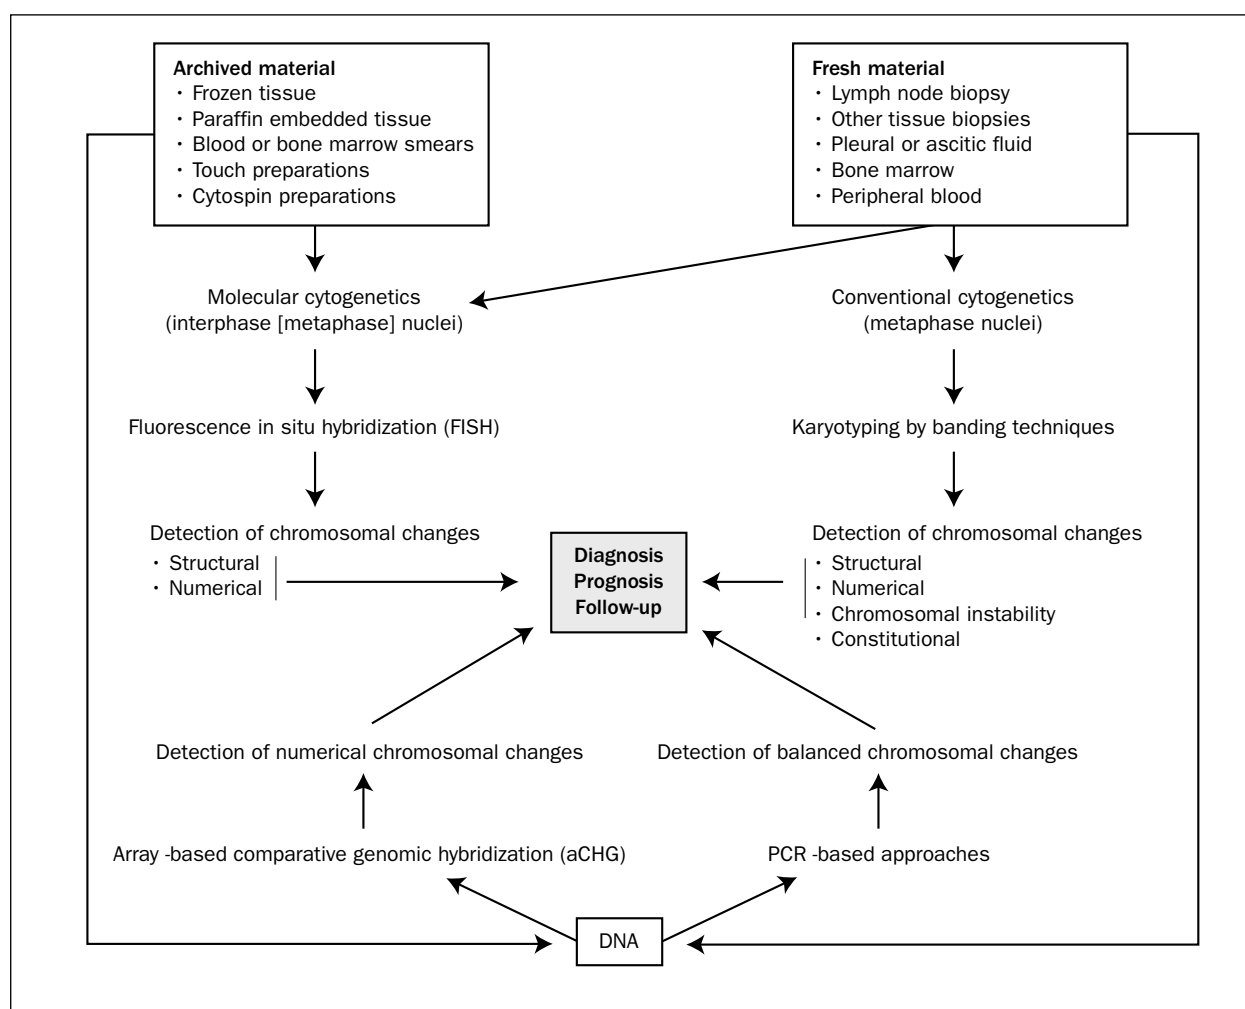 Archived material
・Frozen tissue
・Paraffin embedded tissue
・Blood or bone marrow smears
・Touch preparations
・Cytospin preparations
Fresh material
・Lymph node biopsy
・Other tissue biopsies
・Pleural or ascitic fluid
・Bone marrow
・Peripheral blood
Molecular cytogenetics
(interphase [metaphase] nuclei)
Conventional cytogenetics
(metaphase nuclei)
Fluorescence in situ hybridization (FISH)
Karyotyping by banding techniques
Detection of chromosomal changes
・Structural
・Numerical
Diagnosis
Prognosis
Follow-up
Detection of chromosomal changes
・Structural
・Numerical
・Chromosomal instability
・Constitutional
Detection of numerical chromosomal changes
Detection of balanced chromosomal changes
Array -based comparative genomic hybridization (aCHG)
PCR -based approaches
DNA